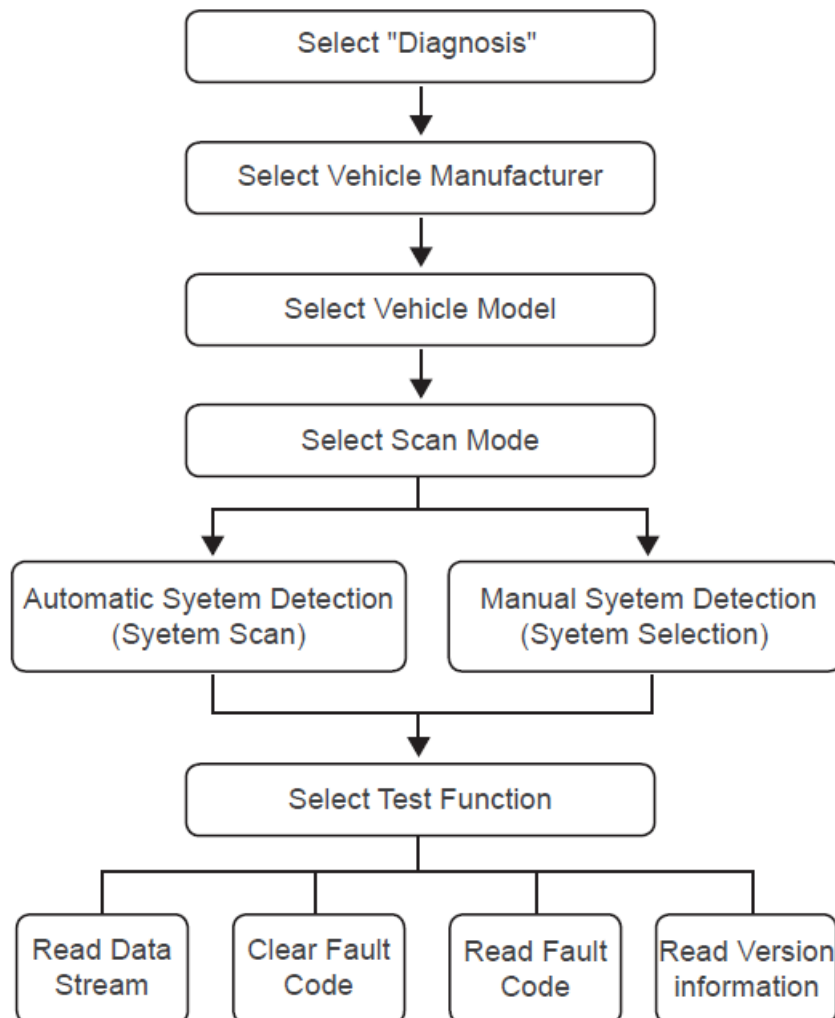 Select "Diagnosis"
Select Vehicle Manufacturer
Select Vehicle Model
Select Scan Mode
Automatic Syetem Detection
(Syetem Scan)
Manual Syetem Detection
(Syetem Selection)
Select Test Function
Read Data
Stream
Clear Fault
Code
Read Fault
Code
Read Version
information